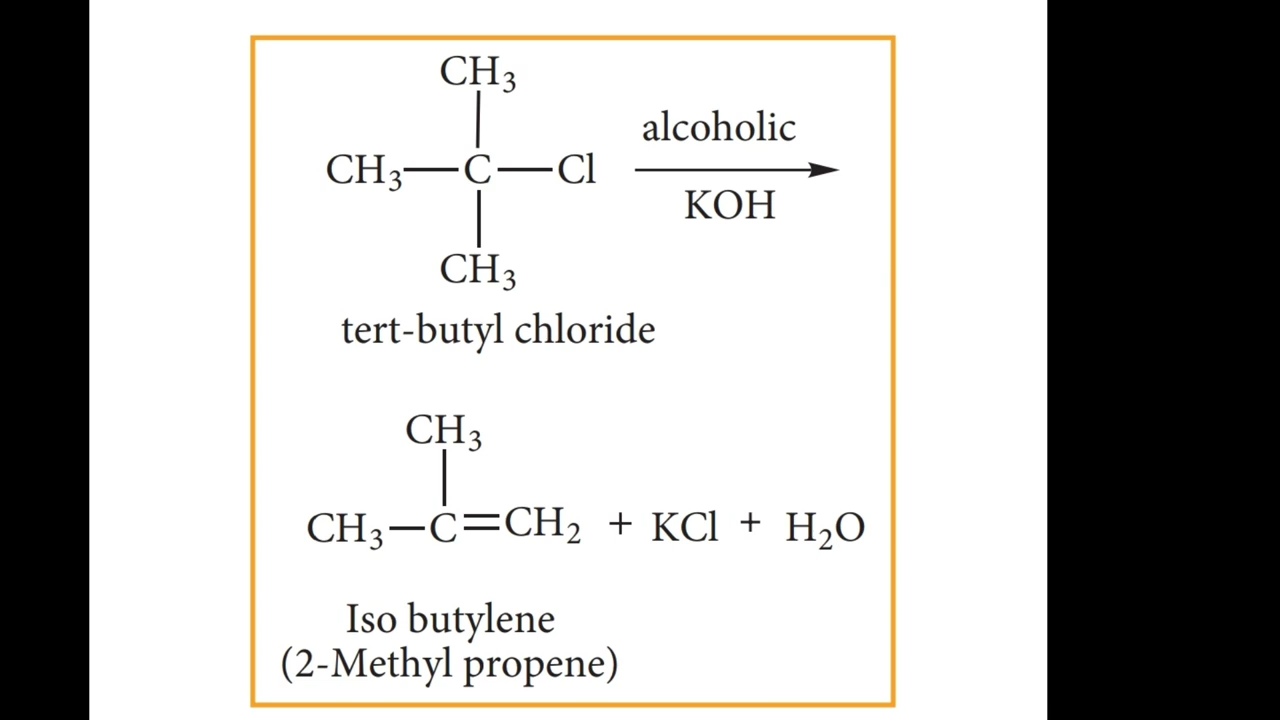 CH₃
CH₃—C—Cl
alcoholic
KOH
CH₃
tert-butyl chloride
CH₃
CH₃—C=CH₂ + KCl + H₂O
Iso butylene
(2-Methyl propene)